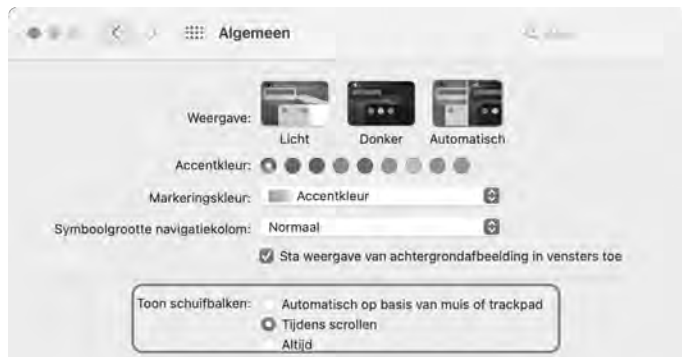 Algemeen
Weergave:
Licht Donker Automatisch
Accentkleur:
Markeringskleur: Accentkleur
Symboolgrootte navigatiekolom: Normaal
Sta weergave van achtergrondafbeelding in vensters toe
Toon schuifbalken: Automatisch op basis van muis of trackpad
Tijdens scrollen
Altijd